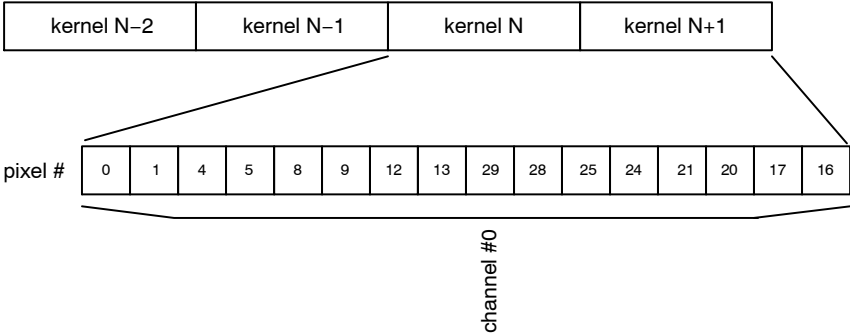 kernel N−2 kernel N−1 kernel N kernel N+1
pixel # 0 1 4 5 8 9 12 13 29 28 25 24 21 20 17 16
channel #0